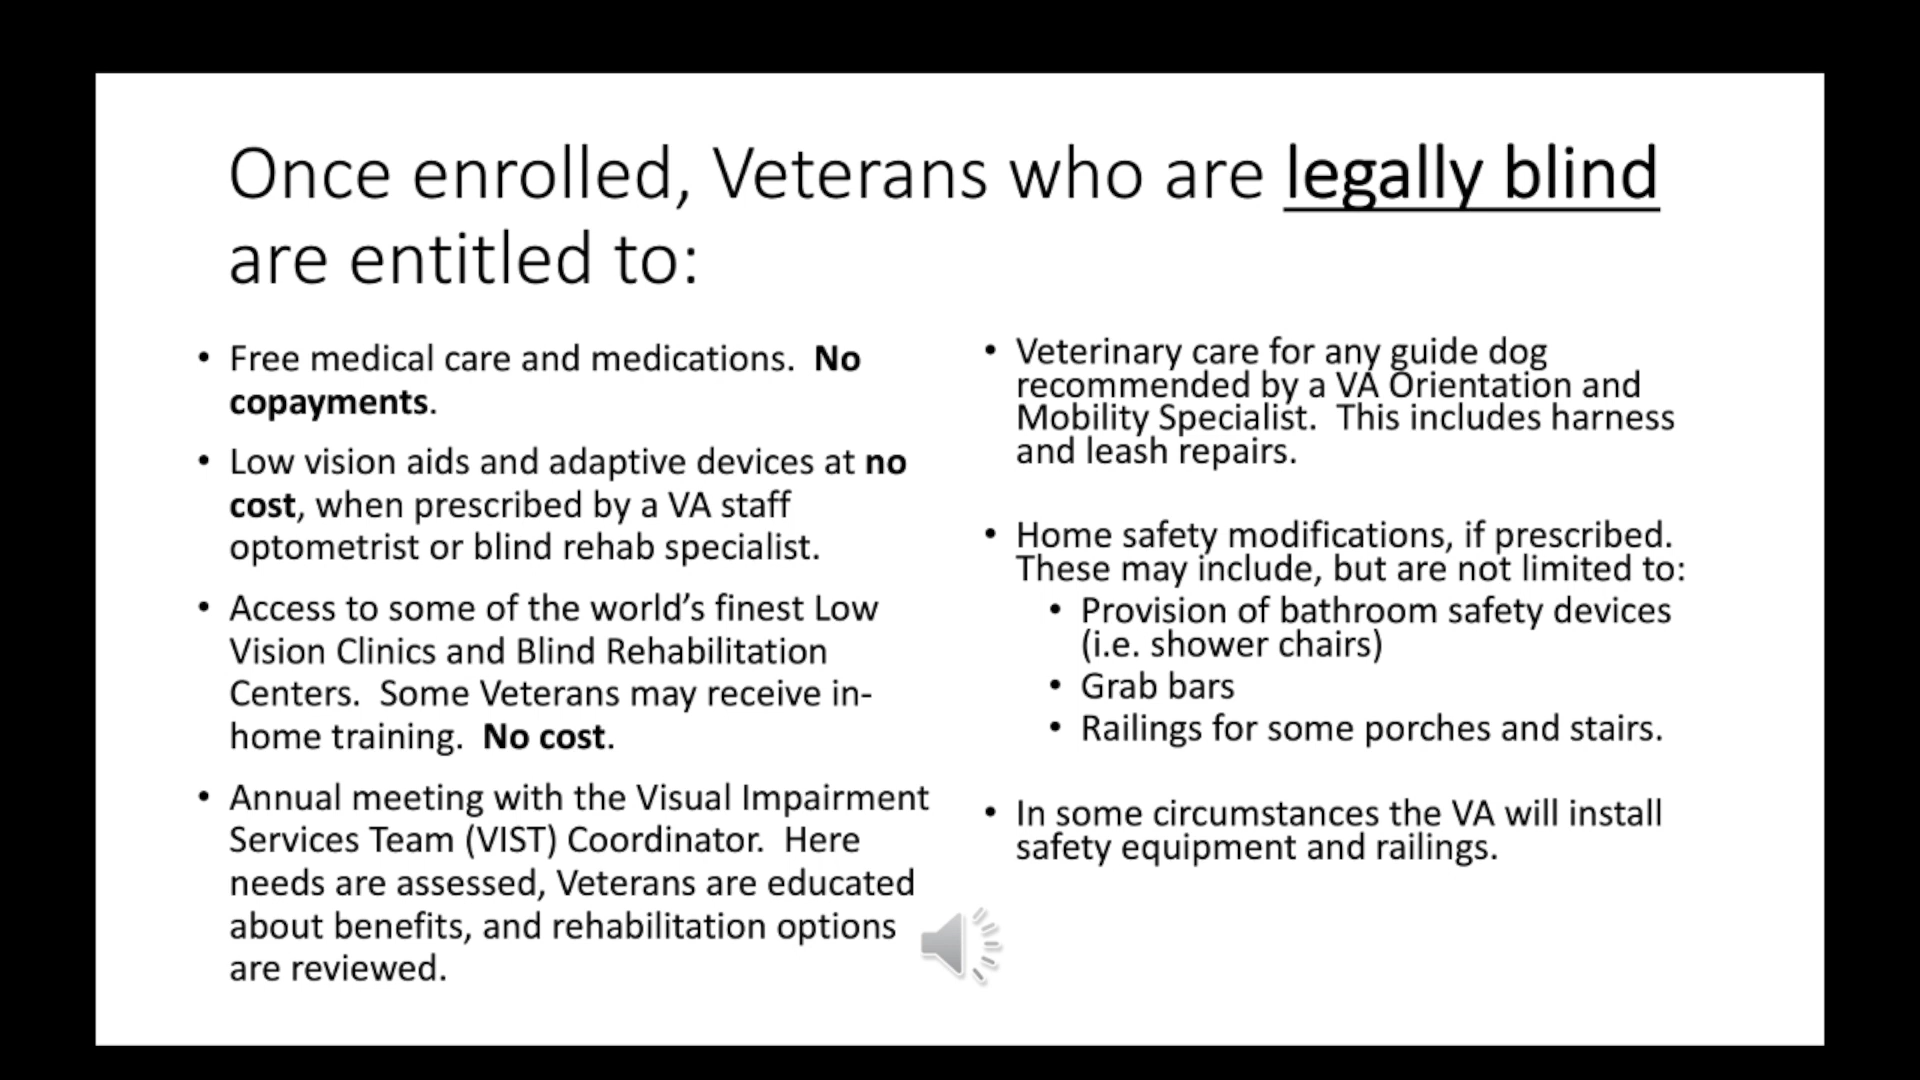 Once enrolled, Veterans who are legally blind
are entitled to:
• Free medical care and medications.  No
copayments.
• Low vision aids and adaptive devices at no
cost, when prescribed by a VA staff
optometrist or blind rehab specialist.
• Access to some of the world’s finest Low
Vision Clinics and Blind Rehabilitation
Centers.  Some Veterans may receive in-
home training.  No cost.
• Annual meeting with the Visual Impairment
Services Team (VIST) Coordinator.  Here
needs are assessed, Veterans are educated
about benefits, and rehabilitation options
are reviewed.
• Veterinary care for any guide dog
recommended by a VA Orientation and
Mobility Specialist.  This includes harness
and leash repairs.
• Home safety modifications, if prescribed.
These may include, but are not limited to:
• Provision of bathroom safety devices
(i.e. shower chairs)
• Grab bars
• Railings for some porches and stairs.
• In some circumstances the VA will install
safety equipment and railings.